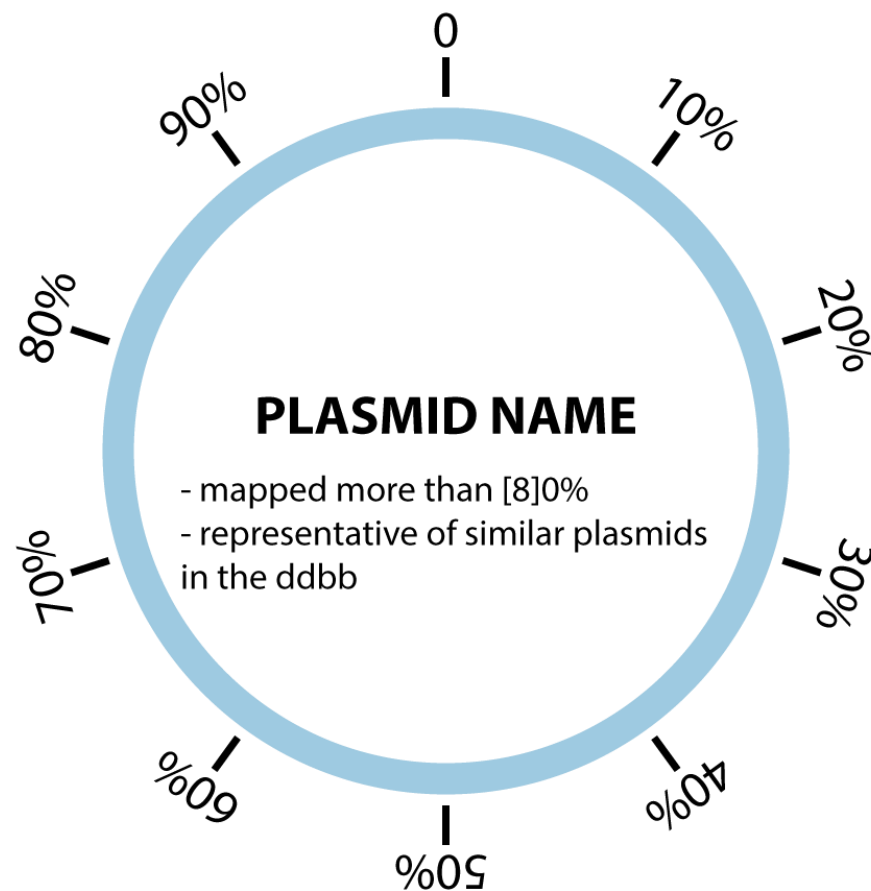 0
10%
20%
30%
40%
50%
60%
70%
80%
90%
PLASMID NAME
- mapped more than [8]0%
- representative of similar plasmids
in the ddbb